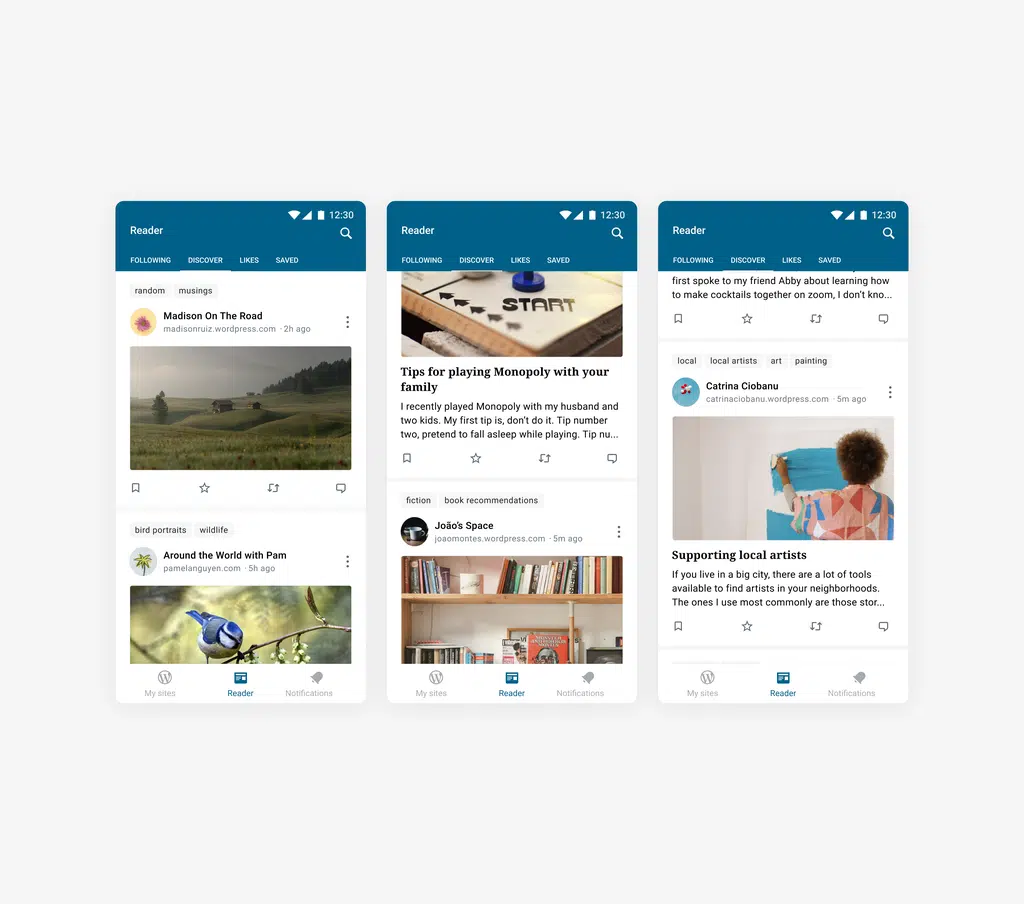 12:30
Reader
FOLLOWING DISCOVER LIKES SAVED
random musings
Madison On The Road
madisonruiz.wordpress.com · 2h ago
bird portraits wildlife
Around the World with Pam
pamelanguyen.com · 5h ago
My sites Reader Notifications
12:30
Reader
FOLLOWING DISCOVER LIKES SAVED
START
Tips for playing Monopoly with your
family
I recently played Monopoly with my husband and
two kids. My first tip is, don't do it. Tip number
two, pretend to fall asleep while playing. Tip nu...
fiction book recommendations
João's Space
joaomontes.wordpress.com · 5m ago
My sites Reader Notifications
12:30
Reader
FOLLOWING DISCOVER LIKES SAVED
first spoke to my friend Abby about learning how
to make cocktails together on zoom, I don't kno...
local local artists art painting
Catrina Ciobanu
catrinaciobanu.wordpress.com · 5m ago
Supporting local artists
If you live in a big city, there are a lot of tools
available to find artists in your neighborhoods.
The ones I use most commonly are those stor...
My sites Reader Notifications